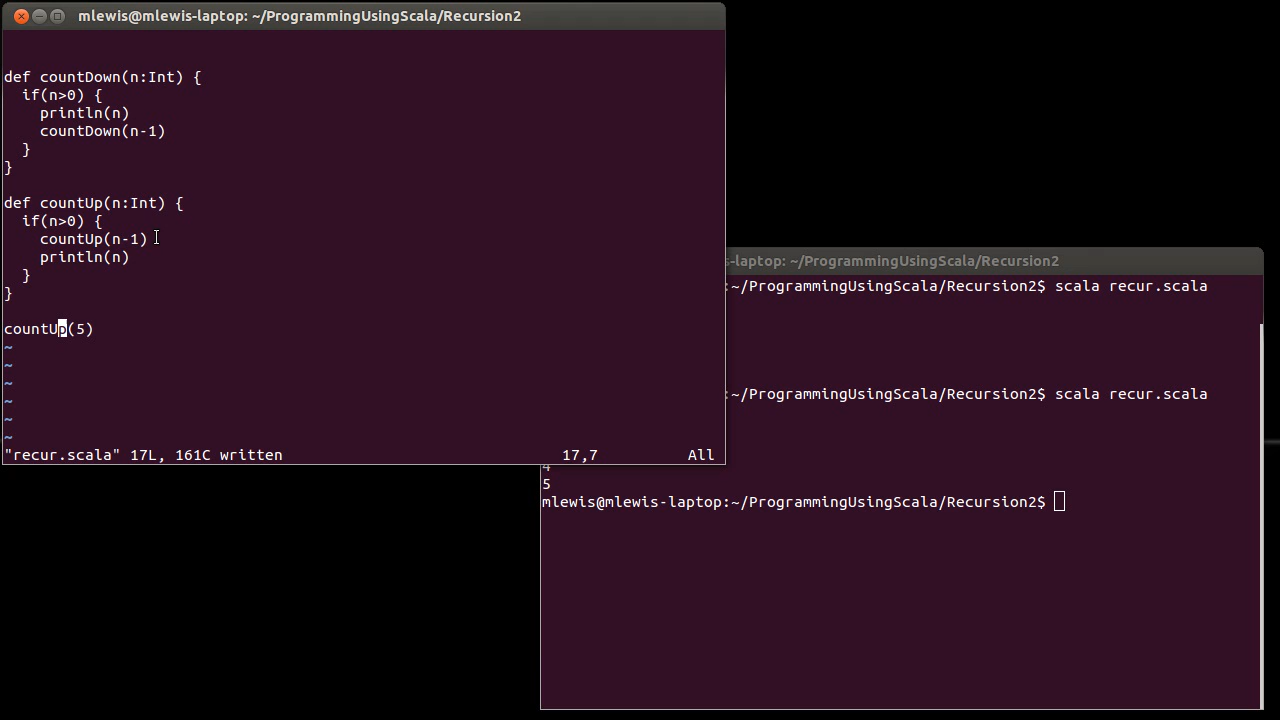 mlewis@mlewis-laptop: ~/ProgrammingUsingScala/Recursion2
def countDown(n:Int) {
  if(n>0) {
    println(n)
    countDown(n-1)
  }
}
def countUp(n:Int) {
  if(n>0) {
    countUp(n-1)
    println(n)
  }
}
countUp(5)
~
~
~
~
~
~
"recur.scala" 17L, 161C written 17,7 All
s-laptop: ~/ProgrammingUsingScala/Recursion2
:~/ProgrammingUsingScala/Recursion2$ scala recur.scala
:~/ProgrammingUsingScala/Recursion2$ scala recur.scala
4
5
mlewis@mlewis-laptop:~/ProgrammingUsingScala/Recursion2$